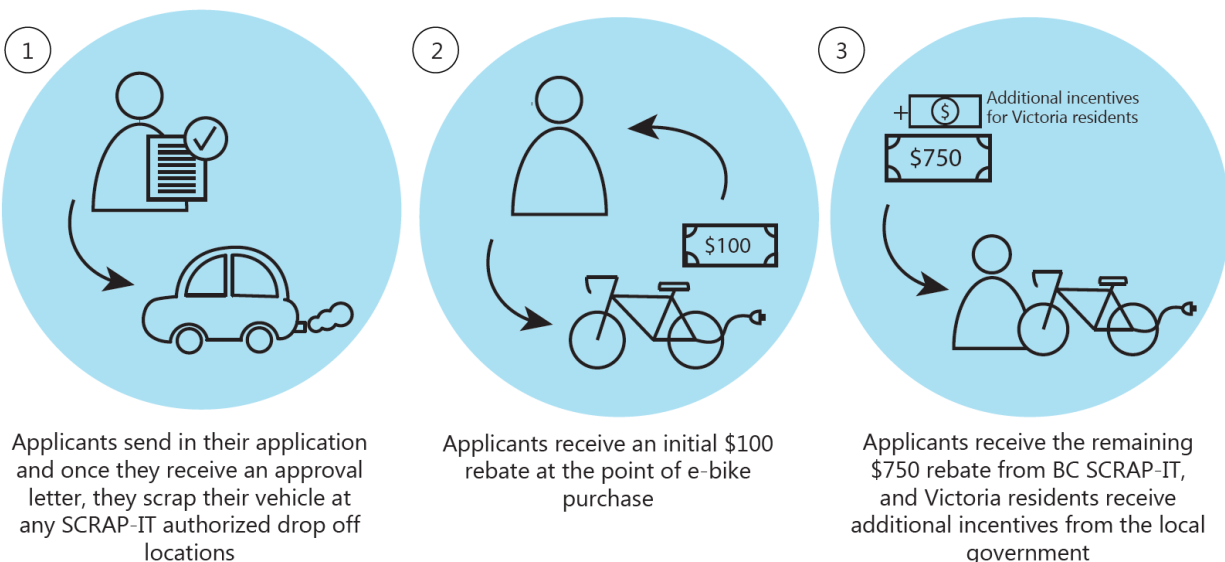 1
2
3
Additional incentives
+ $ for Victoria residents
$750
$100
Applicants send in their application
and once they receive an approval
letter, they scrap their vehicle at
any SCRAP-IT authorized drop off
locations
Applicants receive an initial $100
rebate at the point of e-bike
purchase
Applicants receive the remaining
$750 rebate from BC SCRAP-IT,
and Victoria residents receive
additional incentives from the local
government